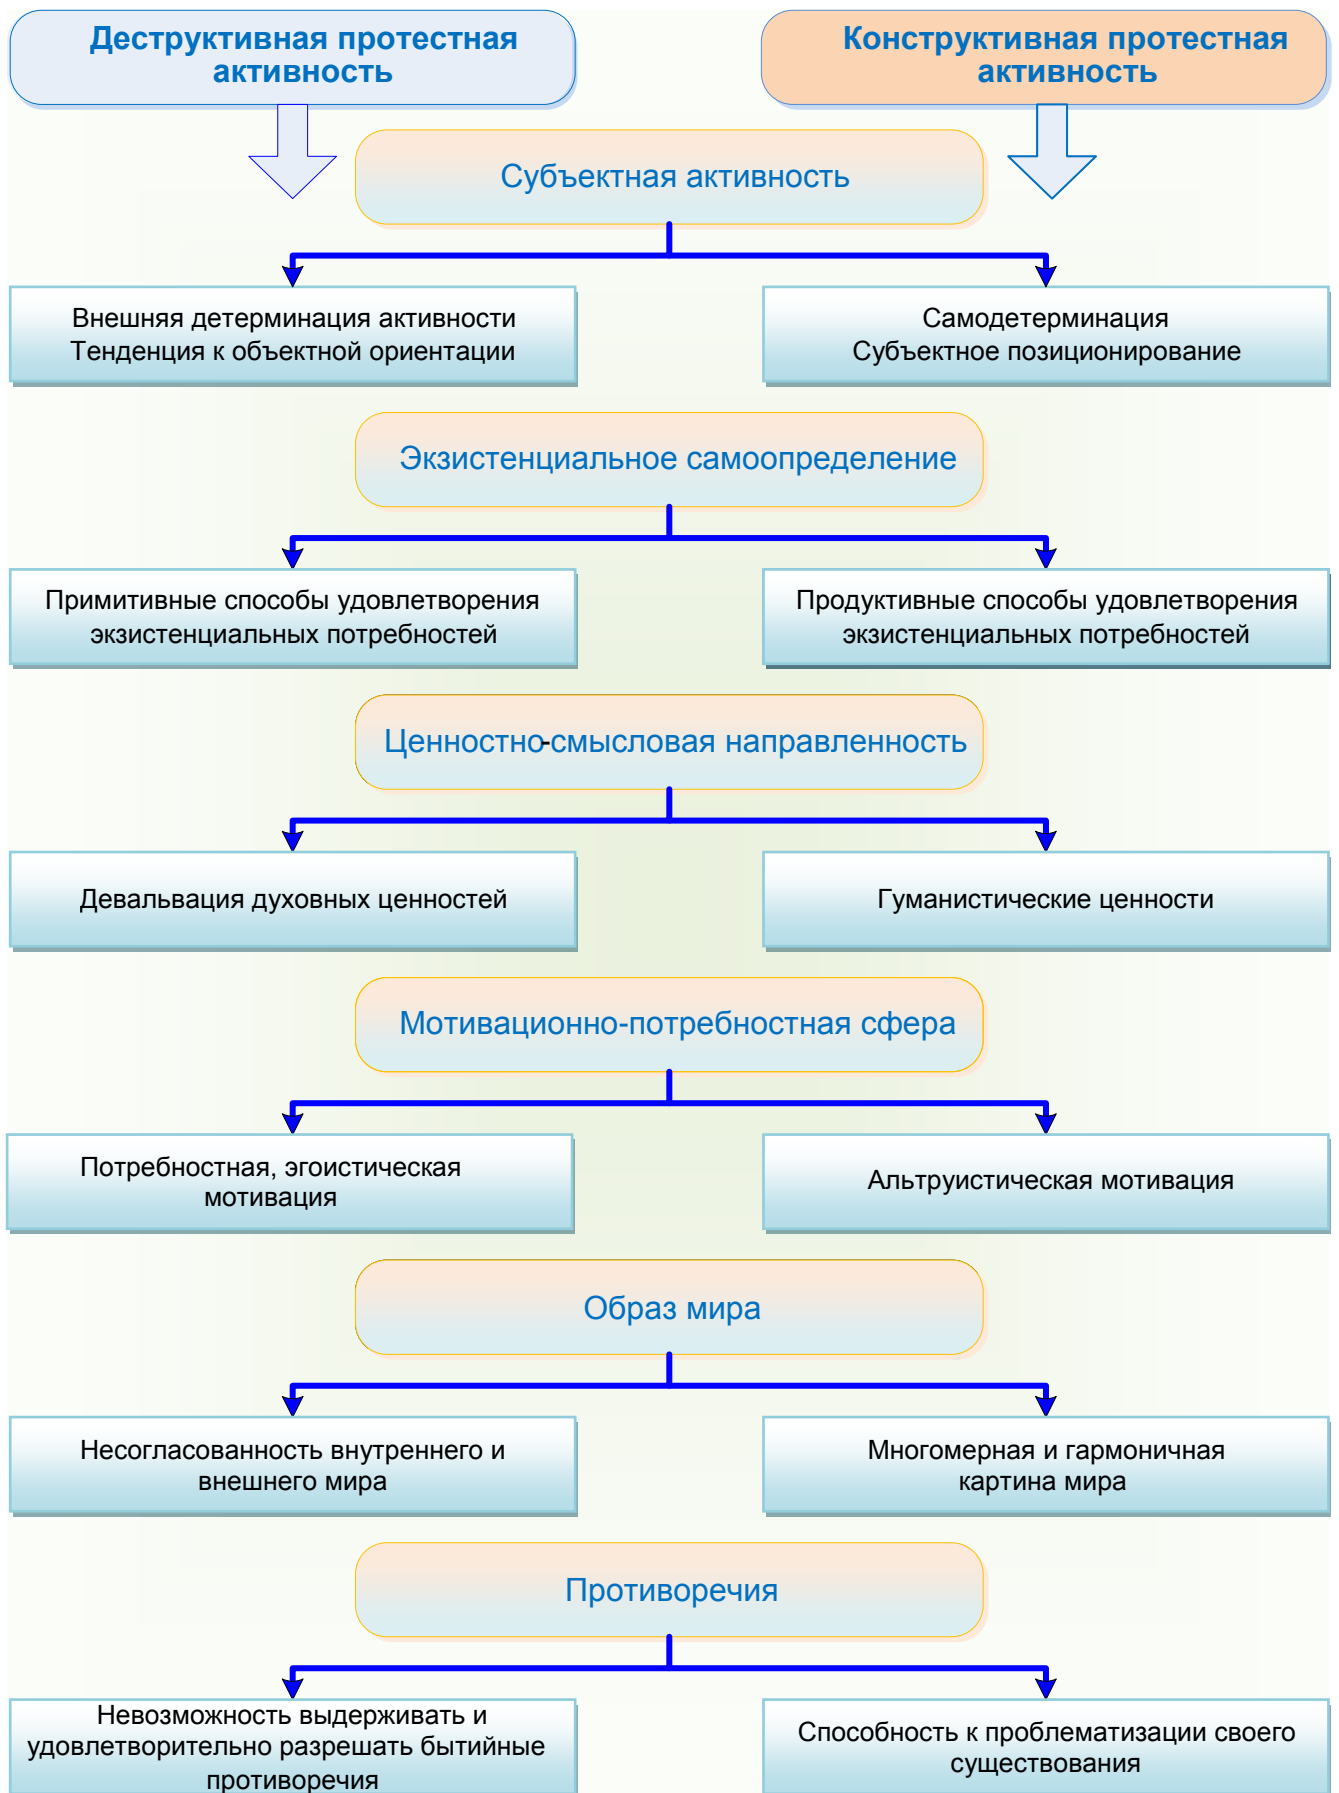 Деструктивная протестная
активность
Конструктивная протестная
активность
Субъектная активность
Внешняя детерминация активности
Тенденция к объектной ориентации
Самодетерминация
Субъектное позиционирование
Экзистенциальное самоопределение
Примитивные способы удовлетворения
экзистенциальных потребностей
Продуктивные способы удовлетворения
экзистенциальных потребностей
Ценностно-смысловая направленность
Девальвация духовных ценностей
Гуманистические ценности
Мотивационно-потребностная сфера
Потребностная, эгоистическая
мотивация
Альтруистическая мотивация
Образ мира
Несогласованность внутреннего и
внешнего мира
Многомерная и гармоничная
картина мира
Противоречия
Невозможность выдерживать и
удовлетворительно разрешать бытийные
противоречия
Способность к проблематизации своего
существования